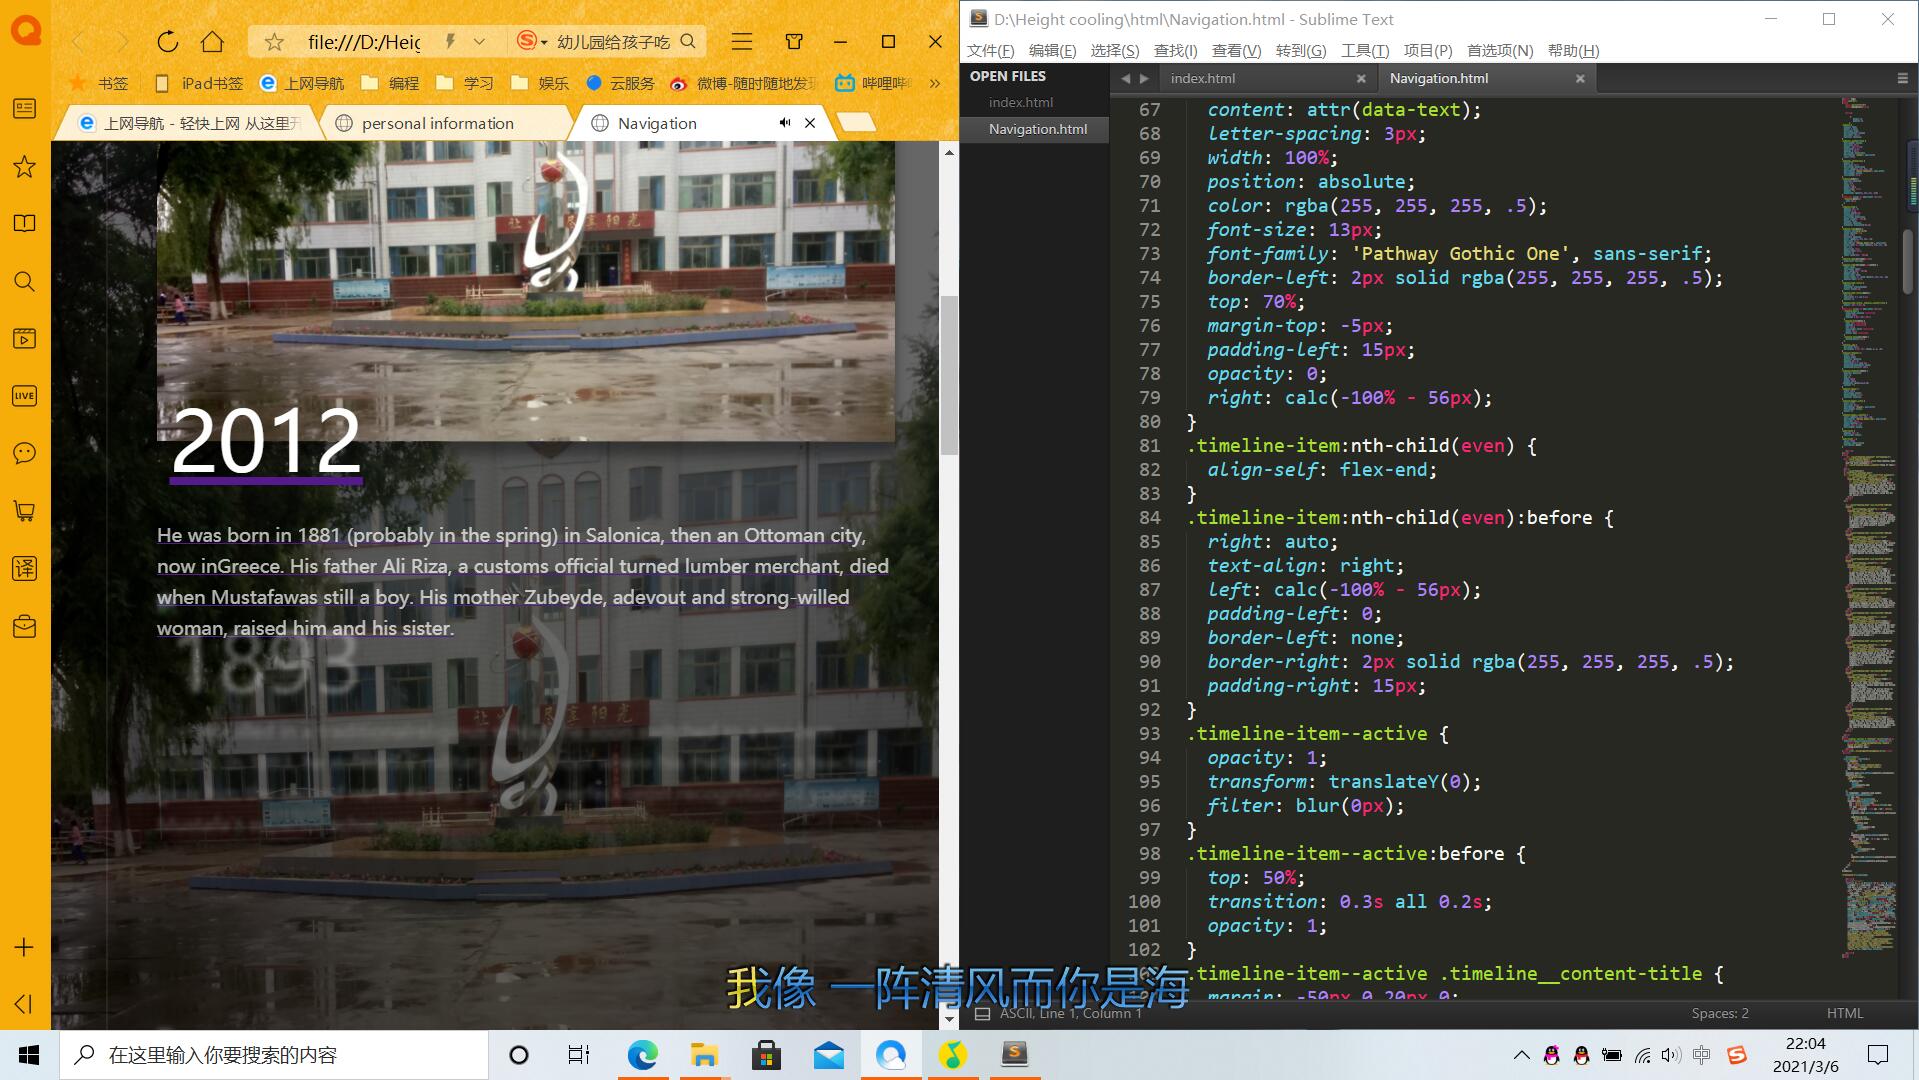 file:///D:/Heig
幼儿园给孩子吃
书签
iPad书签
上网导航
编程
学习
娱乐
云服务
微博-随时随地发
哔哩哔
上网导航 - 轻快上网 从这里开
personal information
Navigation
LIVE
译
2012
He was born in 1881 (probably in the spring) in Salonica, then an Ottoman city,
now inGreece. His father Ali Riza, a customs official turned lumber merchant, died
when Mustafawas still a boy. His mother Zubeyde, adevout and strong-willed
woman, raised him and his sister.
1893
D:\Height cooling\html\Navigation.html - Sublime Text
文件(F) 编辑(E) 选择(S) 查找(I) 查看(V) 转到(G) 工具(T) 项目(P) 首选项(N) 帮助(H)
OPEN FILES
index.html
Navigation.html
index.html
Navigation.html
67 content: attr(data-text);
68 letter-spacing: 3px;
69 width: 100%;
70 position: absolute;
71 color: rgba(255, 255, 255, .5);
72 font-size: 13px;
73 font-family: 'Pathway Gothic One', sans-serif;
74 border-left: 2px solid rgba(255, 255, 255, .5);
75 top: 70%;
76 margin-top: -5px;
77 padding-left: 15px;
78 opacity: 0;
79 right: calc(-100% - 56px);
80 }
81 .timeline-item:nth-child(even) {
82 align-self: flex-end;
83 }
84 .timeline-item:nth-child(even):before {
85 right: auto;
86 text-align: right;
87 left: calc(-100% - 56px);
88 padding-left: 0;
89 border-left: none;
90 border-right: 2px solid rgba(255, 255, 255, .5);
91 padding-right: 15px;
92 }
93 .timeline-item--active {
94 opacity: 1;
95 transform: translateY(0);
96 filter: blur(0px);
97 }
98 .timeline-item--active:before {
99 top: 50%;
100 transition: 0.3s all 0.2s;
101 opacity: 1;
102 }
.timeline-item--active .timeline__content-title {
margin: -50px 0 20px 0;
我像 一阵清风而你是海
ASCII, Line 1, Column 1
Spaces: 2
HTML
在这里输入你要搜索的内容
中
22:04
2021/3/6